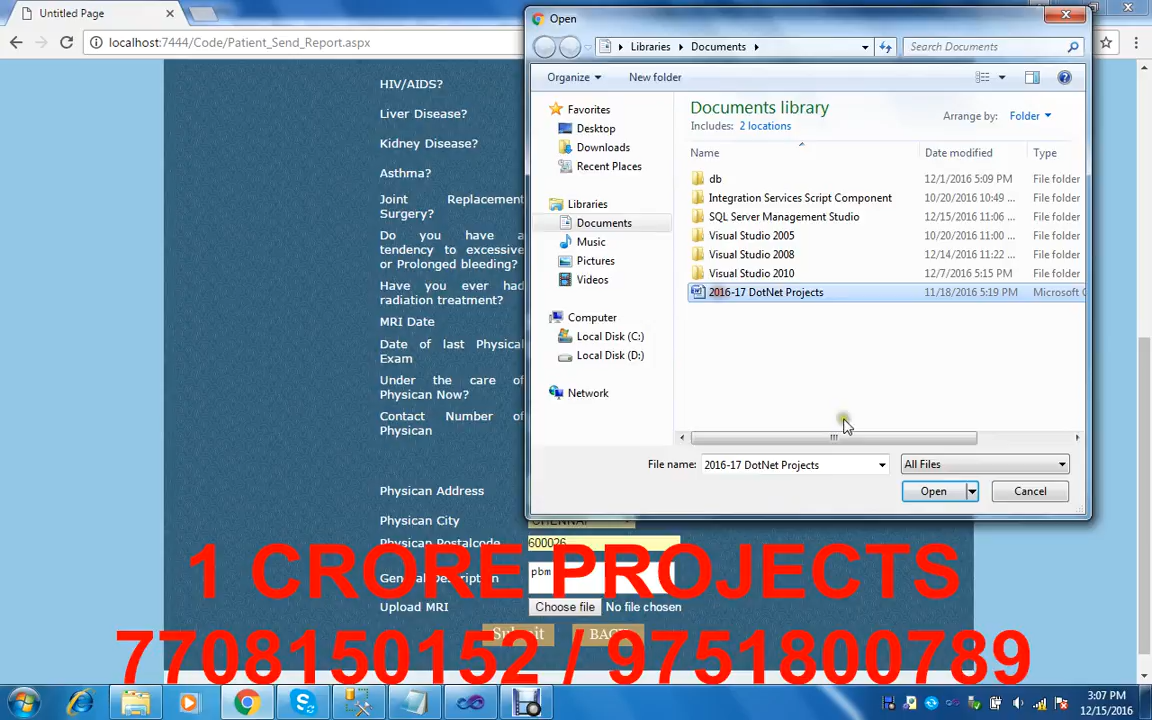 Untitled Page
localhost:7444/Code/Patient_Send_Report.aspx
HIV/AIDS?
Liver Disease?
Kidney Disease?
Asthma?
Joint Replacement
Surgery?
Do you have a
tendency to excessive
or Prolonged bleeding?
Have you ever had
radiation treatment?
MRI Date
Date of last Physical
Exam
Under the care of
Physican Now?
Contact Number of
Physican
Physican Address
Physican City CHENNAI
Physican Postalcode 600026
General Description pbm
Upload MRI Choose file No file chosen
Submit BACK
Open
Libraries Documents
Search Documents
Organize New folder
Favorites
Desktop
Downloads
Recent Places
Libraries
Documents
Music
Pictures
Videos
Computer
Local Disk (C:)
Local Disk (D:)
Network
Documents library
Includes: 2 locations
Arrange by: Folder
Name Date modified Type
db 12/1/2016 5:09 PM File folder
Integration Services Script Component 10/20/2016 10:49 ... File folder
SQL Server Management Studio 12/15/2016 11:06 ... File folder
Visual Studio 2005 10/20/2016 11:00 ... File folder
Visual Studio 2008 12/14/2016 11:22 ... File folder
Visual Studio 2010 12/7/2016 5:15 PM File folder
2016-17 DotNet Projects 11/18/2016 5:19 PM Microsoft
File name: 2016-17 DotNet Projects All Files
Open Cancel
1 CRORE PROJECTS
7708150152 / 9751800789
3:07 PM
12/15/2016